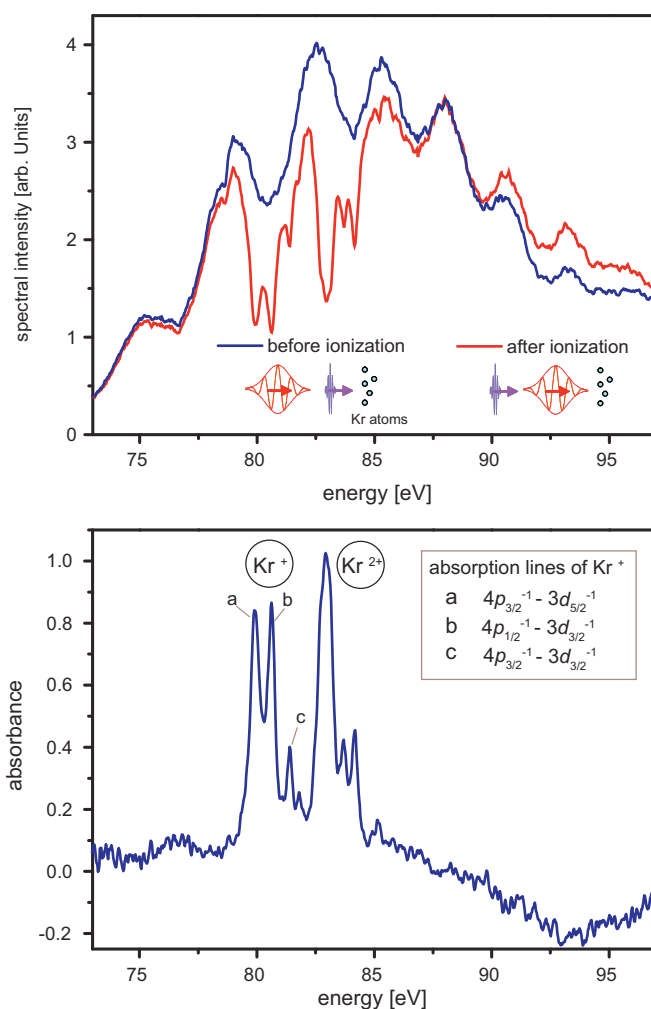 spectral intensity [arb. Units]
4
3
2
1
0
before ionization
after ionization
Kr atoms
75 80 85 90 95
energy [eV]
absorbance
1.0
0.8
0.6
0.4
0.2
0.0
-0.2
Kr +
Kr 2+
a
b
c
absorption lines of Kr +
a 4p3/2-1 - 3d5/2-1
b 4p1/2-1 - 3d3/2-1
c 4p3/2-1 - 3d3/2-1
75 80 85 90 95
energy [eV]